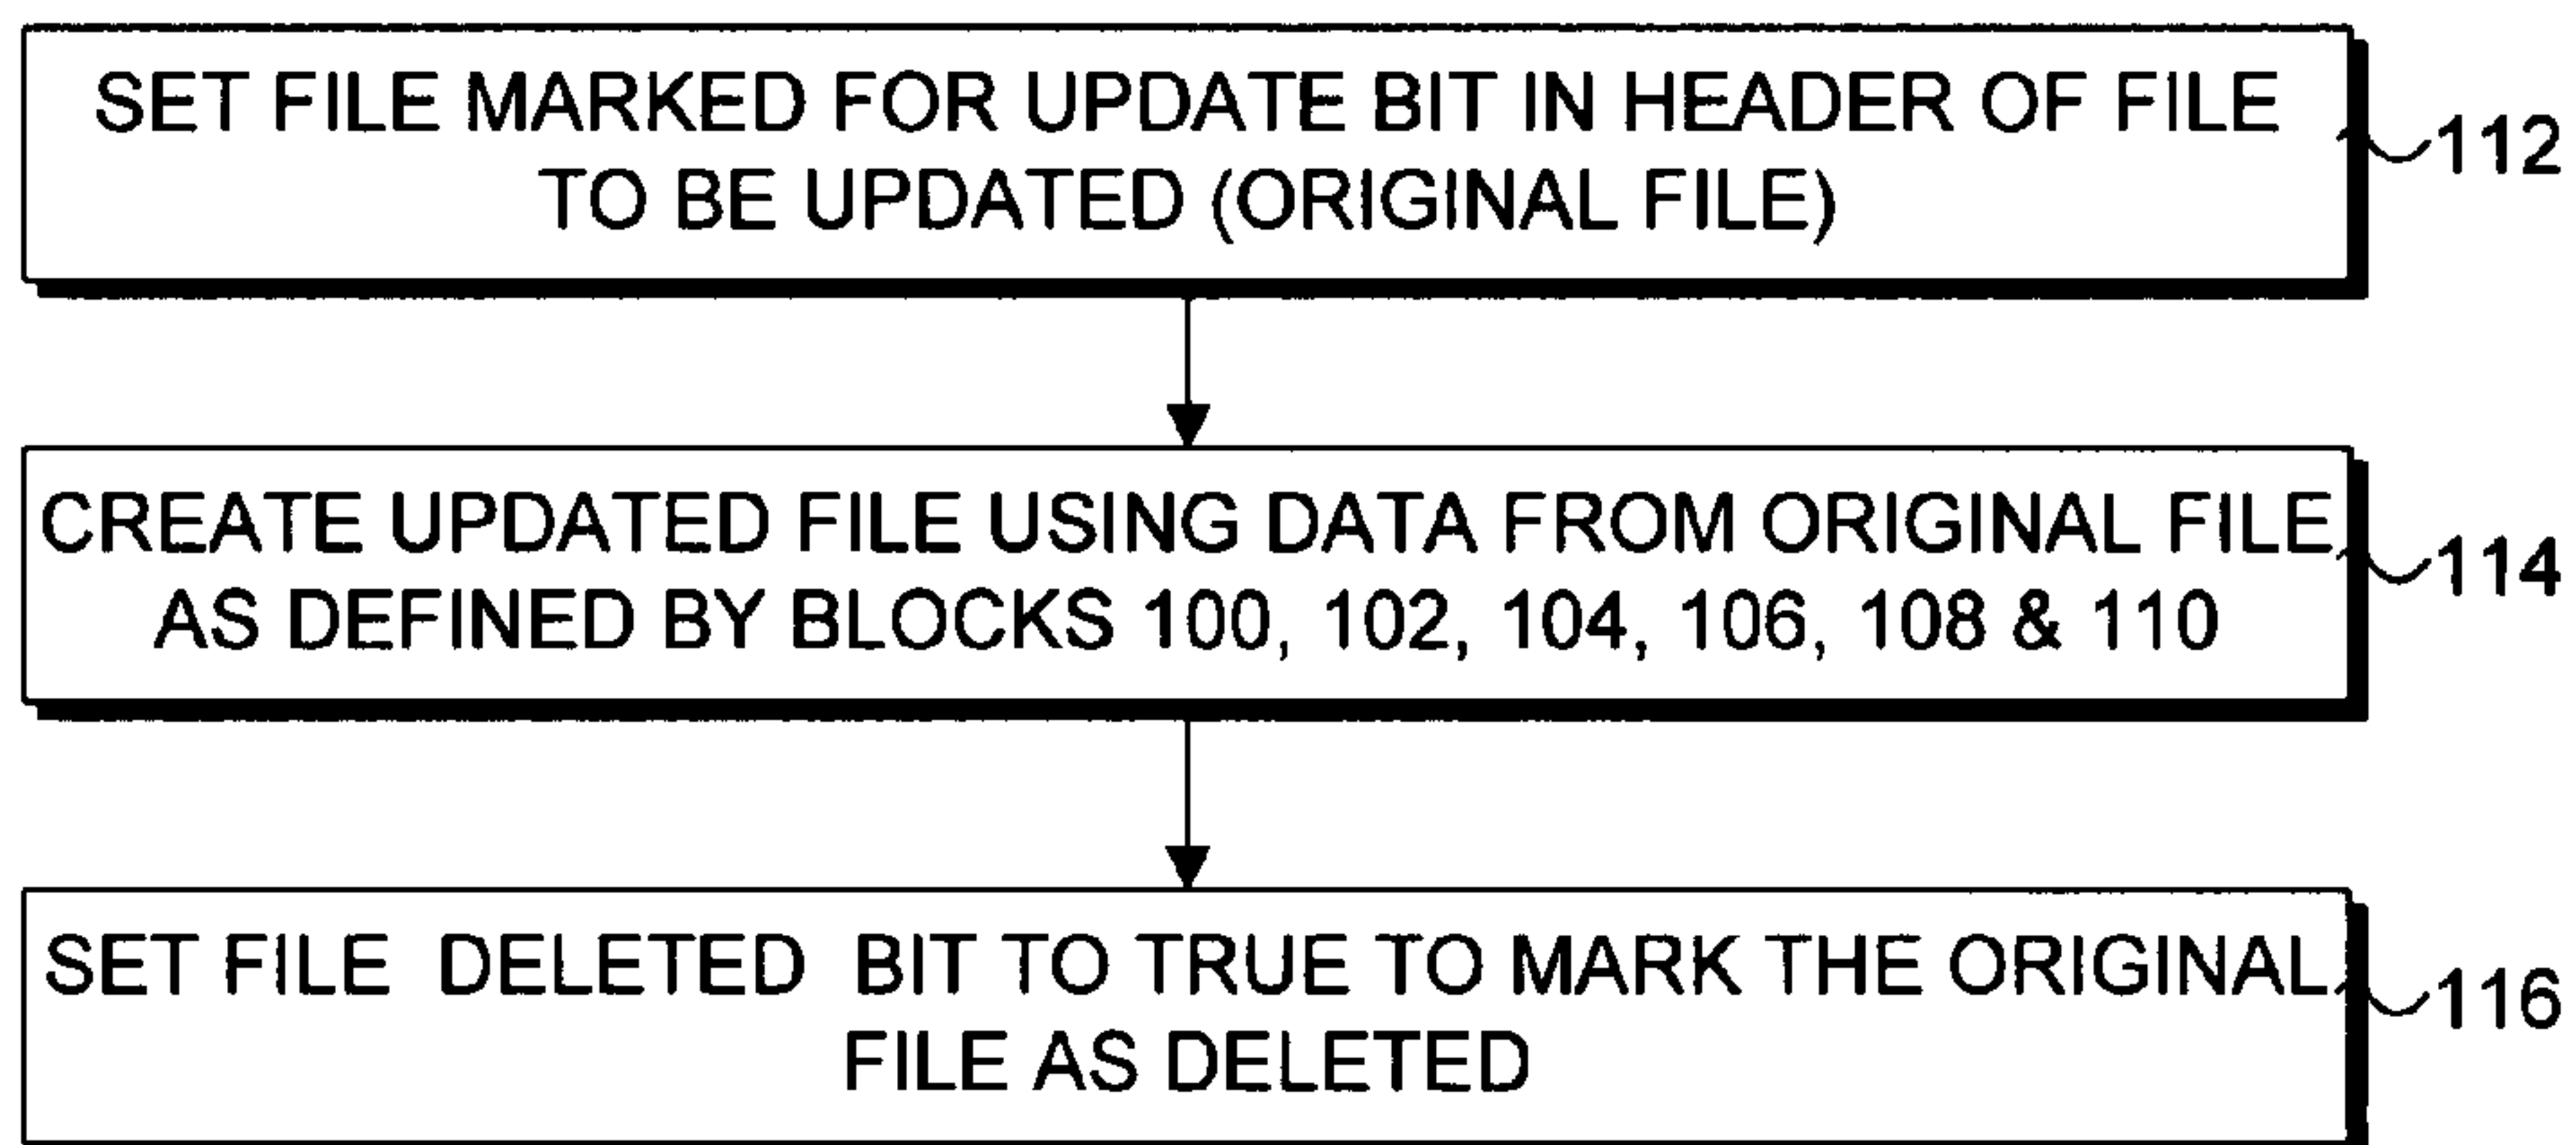 SET FILE MARKED FOR UPDATE BIT IN HEADER OF FILE
TO BE UPDATED (ORIGINAL FILE)
112
CREATE UPDATED FILE USING DATA FROM ORIGINAL FILE
AS DEFINED BY BLOCKS 100, 102, 104, 106, 108 & 110
114
SET FILE DELETED BIT TO TRUE TO MARK THE ORIGINAL
FILE AS DELETED
116